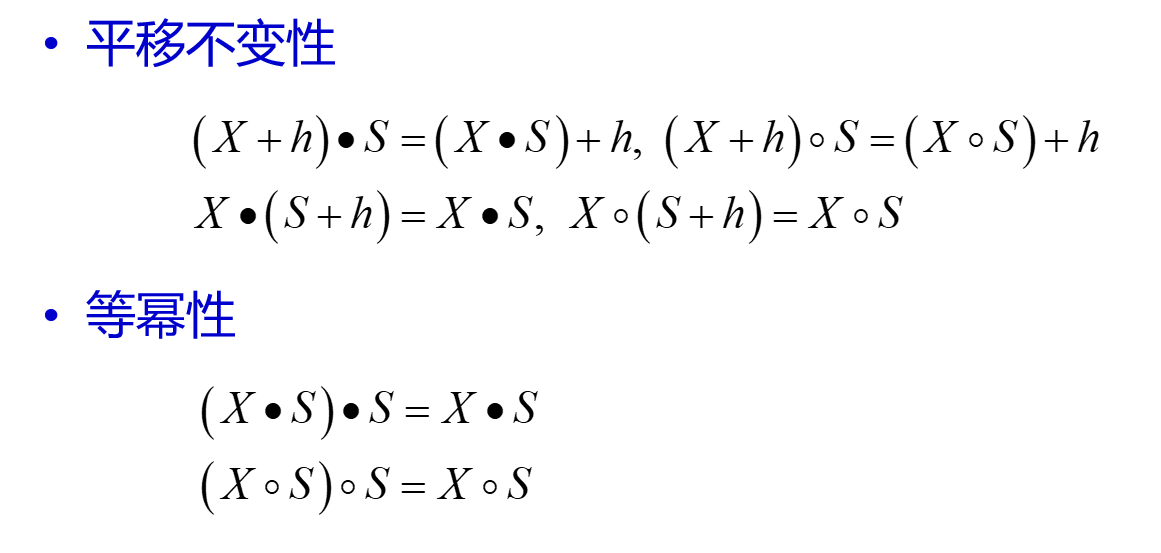 • 平移不变性
(X + h) • S = (X • S) + h, (X + h) ∘ S = (X ∘ S) + h
X • (S + h) = X • S, X ∘ (S + h) = X ∘ S
• 等幂性
(X • S) • S = X • S
(X ∘ S) ∘ S = X ∘ S